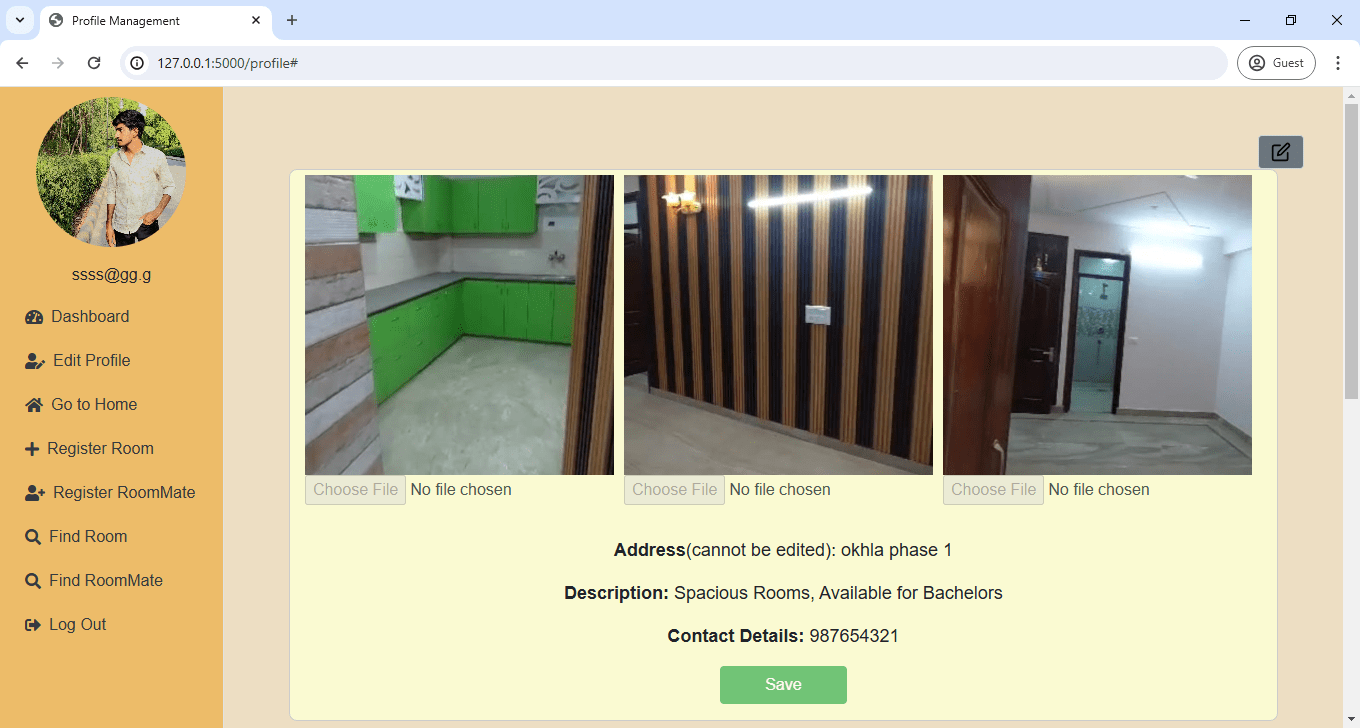 Profile Management
127.0.0.1:5000/profile#
Guest
ssss@gg.g
Dashboard
Edit Profile
Go to Home
Register Room
Register RoomMate
Find Room
Find RoomMate
Log Out
Choose File No file chosen
Choose File No file chosen
Choose File No file chosen
Address(cannot be edited): okhla phase 1
Description: Spacious Rooms, Available for Bachelors
Contact Details: 987654321
Save